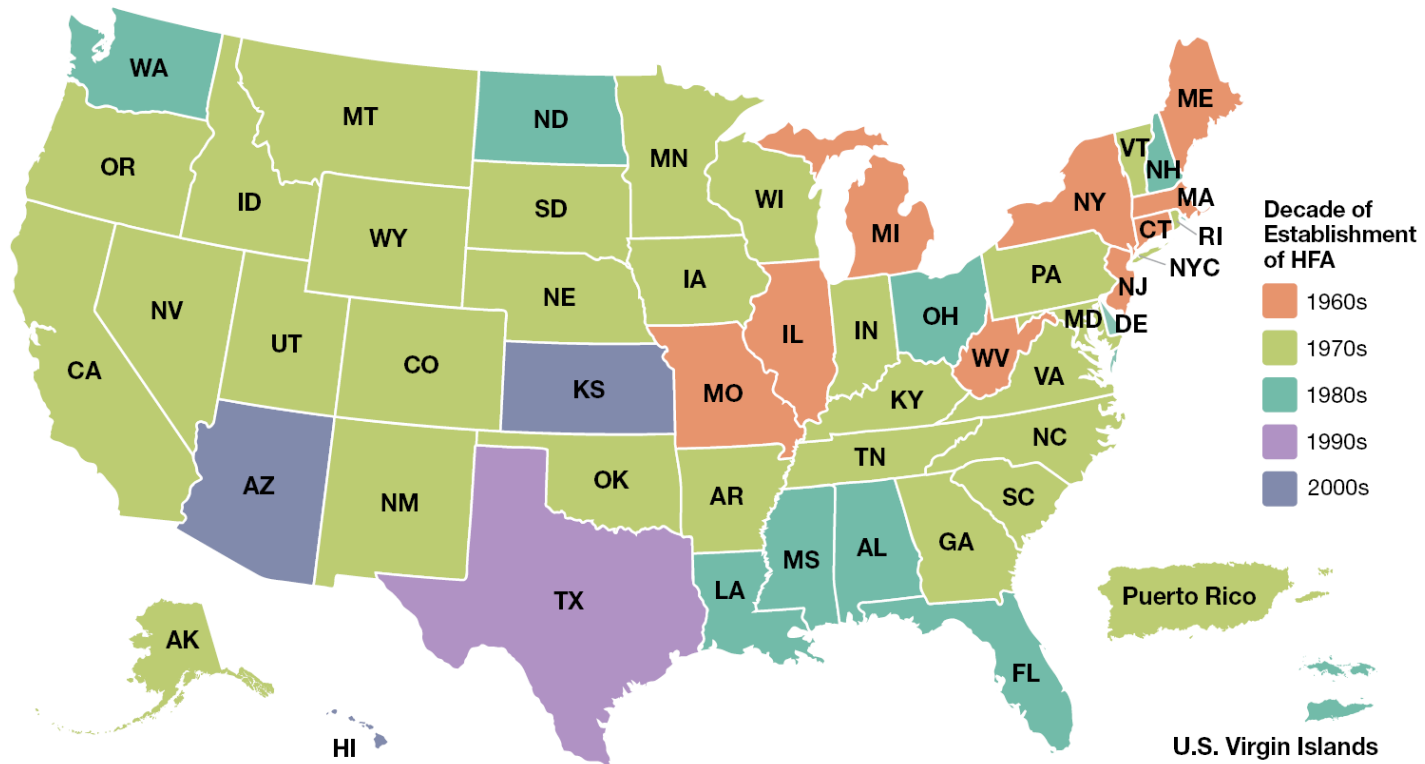 WA
ME
MT
ND
VT
MN
OR
NH
ID
SD
WI
NY
MA
WY
MI
CT
RI
NYC
IA
PA
NE
NJ
NV
OH
MD
DE
IN
IL
UT
WV
CO
VA
CA
KS
MO
KY
NC
TN
OK
AZ
AR
SC
NM
GA
AL
MS
LA
TX
AK
FL
HI
Puerto Rico
U.S. Virgin Islands
Decade of
Establishment
of HFA
1960s
1970s
1980s
1990s
2000s